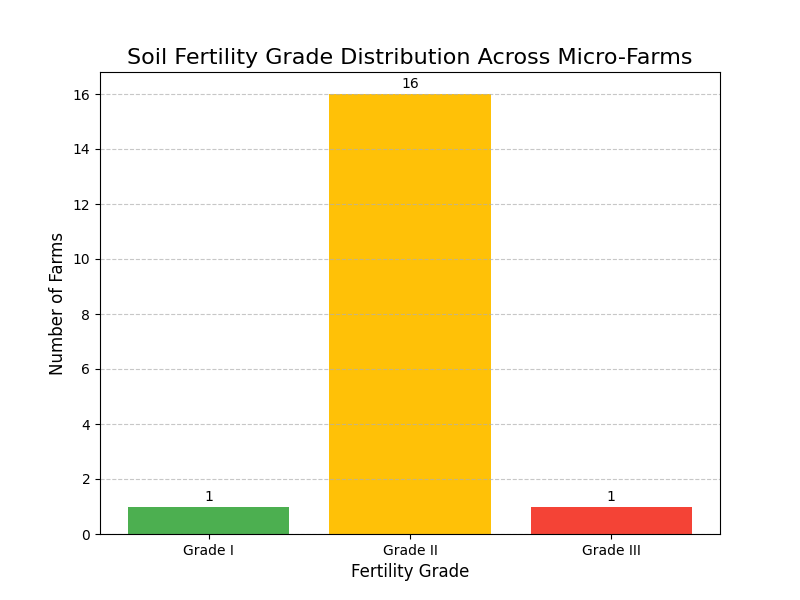 Soil Fertility Grade Distribution Across Micro-Farms
16
14
12
10
8
6
4
2
0
Number of Farms
1
16
1
Grade I
Grade II
Grade III
Fertility Grade